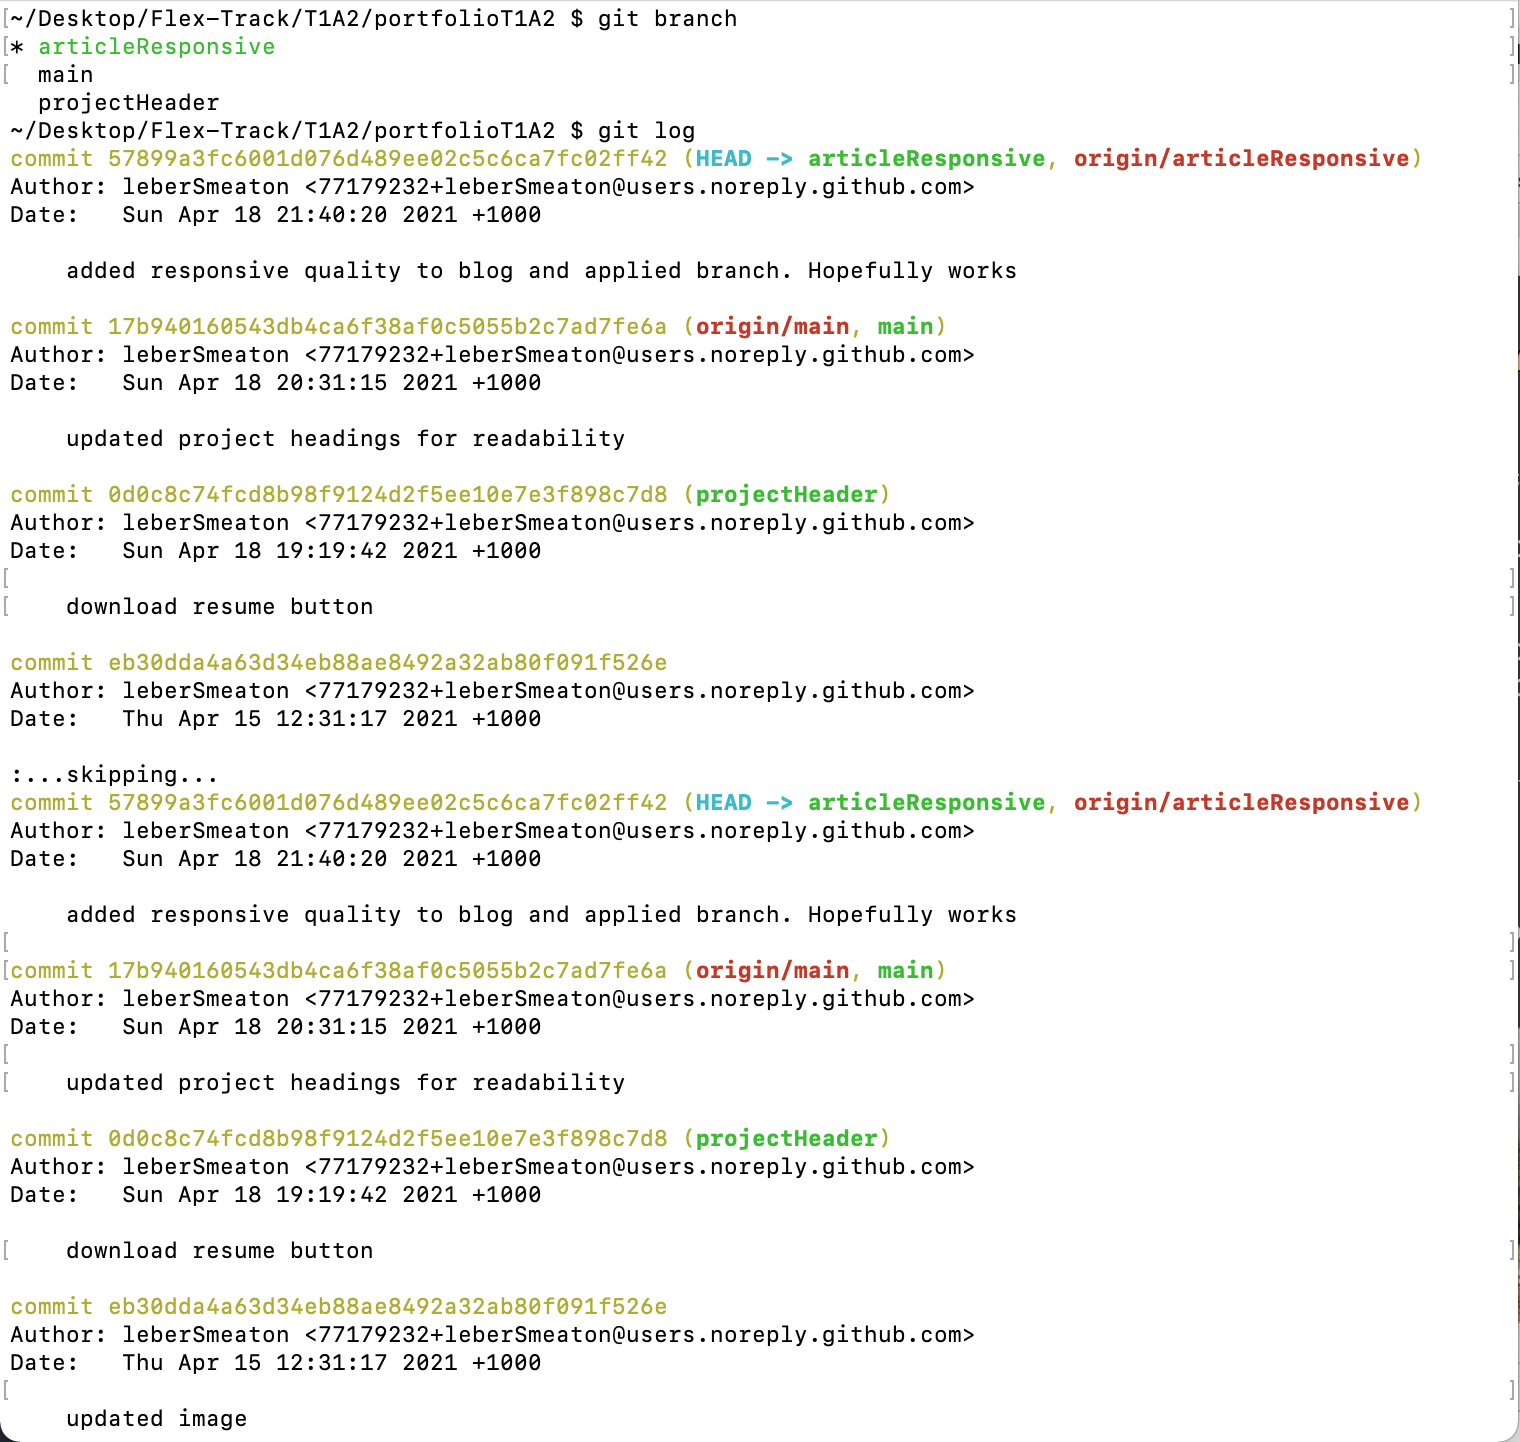 ~/Desktop/Flex-Track/T1A2/portfolioT1A2 $ git branch
* articleResponsive
  main
  projectHeader
~/Desktop/Flex-Track/T1A2/portfolioT1A2 $ git log
commit 57899a3fc6001d076d489ee02c5c6ca7fc02ff42 (HEAD -> articleResponsive, origin/articleResponsive)
Author: leberSmeaton <77179232+leberSmeaton@users.noreply.github.com>
Date:   Sun Apr 18 21:40:20 2021 +1000
    added responsive quality to blog and applied branch. Hopefully works
commit 17b940160543db4ca6f38af0c5055b2c7ad7fe6a (origin/main, main)
Author: leberSmeaton <77179232+leberSmeaton@users.noreply.github.com>
Date:   Sun Apr 18 20:31:15 2021 +1000
    updated project headings for readability
commit 0d0c8c74fcd8b98f9124d2f5ee10e7e3f898c7d8 (projectHeader)
Author: leberSmeaton <77179232+leberSmeaton@users.noreply.github.com>
Date:   Sun Apr 18 19:19:42 2021 +1000
    download resume button
commit eb30dda4a63d34eb88ae8492a32ab80f091f526e
Author: leberSmeaton <77179232+leberSmeaton@users.noreply.github.com>
Date:   Thu Apr 15 12:31:17 2021 +1000
:...skipping...
commit 57899a3fc6001d076d489ee02c5c6ca7fc02ff42 (HEAD -> articleResponsive, origin/articleResponsive)
Author: leberSmeaton <77179232+leberSmeaton@users.noreply.github.com>
Date:   Sun Apr 18 21:40:20 2021 +1000
    added responsive quality to blog and applied branch. Hopefully works
commit 17b940160543db4ca6f38af0c5055b2c7ad7fe6a (origin/main, main)
Author: leberSmeaton <77179232+leberSmeaton@users.noreply.github.com>
Date:   Sun Apr 18 20:31:15 2021 +1000
    updated project headings for readability
commit 0d0c8c74fcd8b98f9124d2f5ee10e7e3f898c7d8 (projectHeader)
Author: leberSmeaton <77179232+leberSmeaton@users.noreply.github.com>
Date:   Sun Apr 18 19:19:42 2021 +1000
    download resume button
commit eb30dda4a63d34eb88ae8492a32ab80f091f526e
Author: leberSmeaton <77179232+leberSmeaton@users.noreply.github.com>
Date:   Thu Apr 15 12:31:17 2021 +1000
    updated image